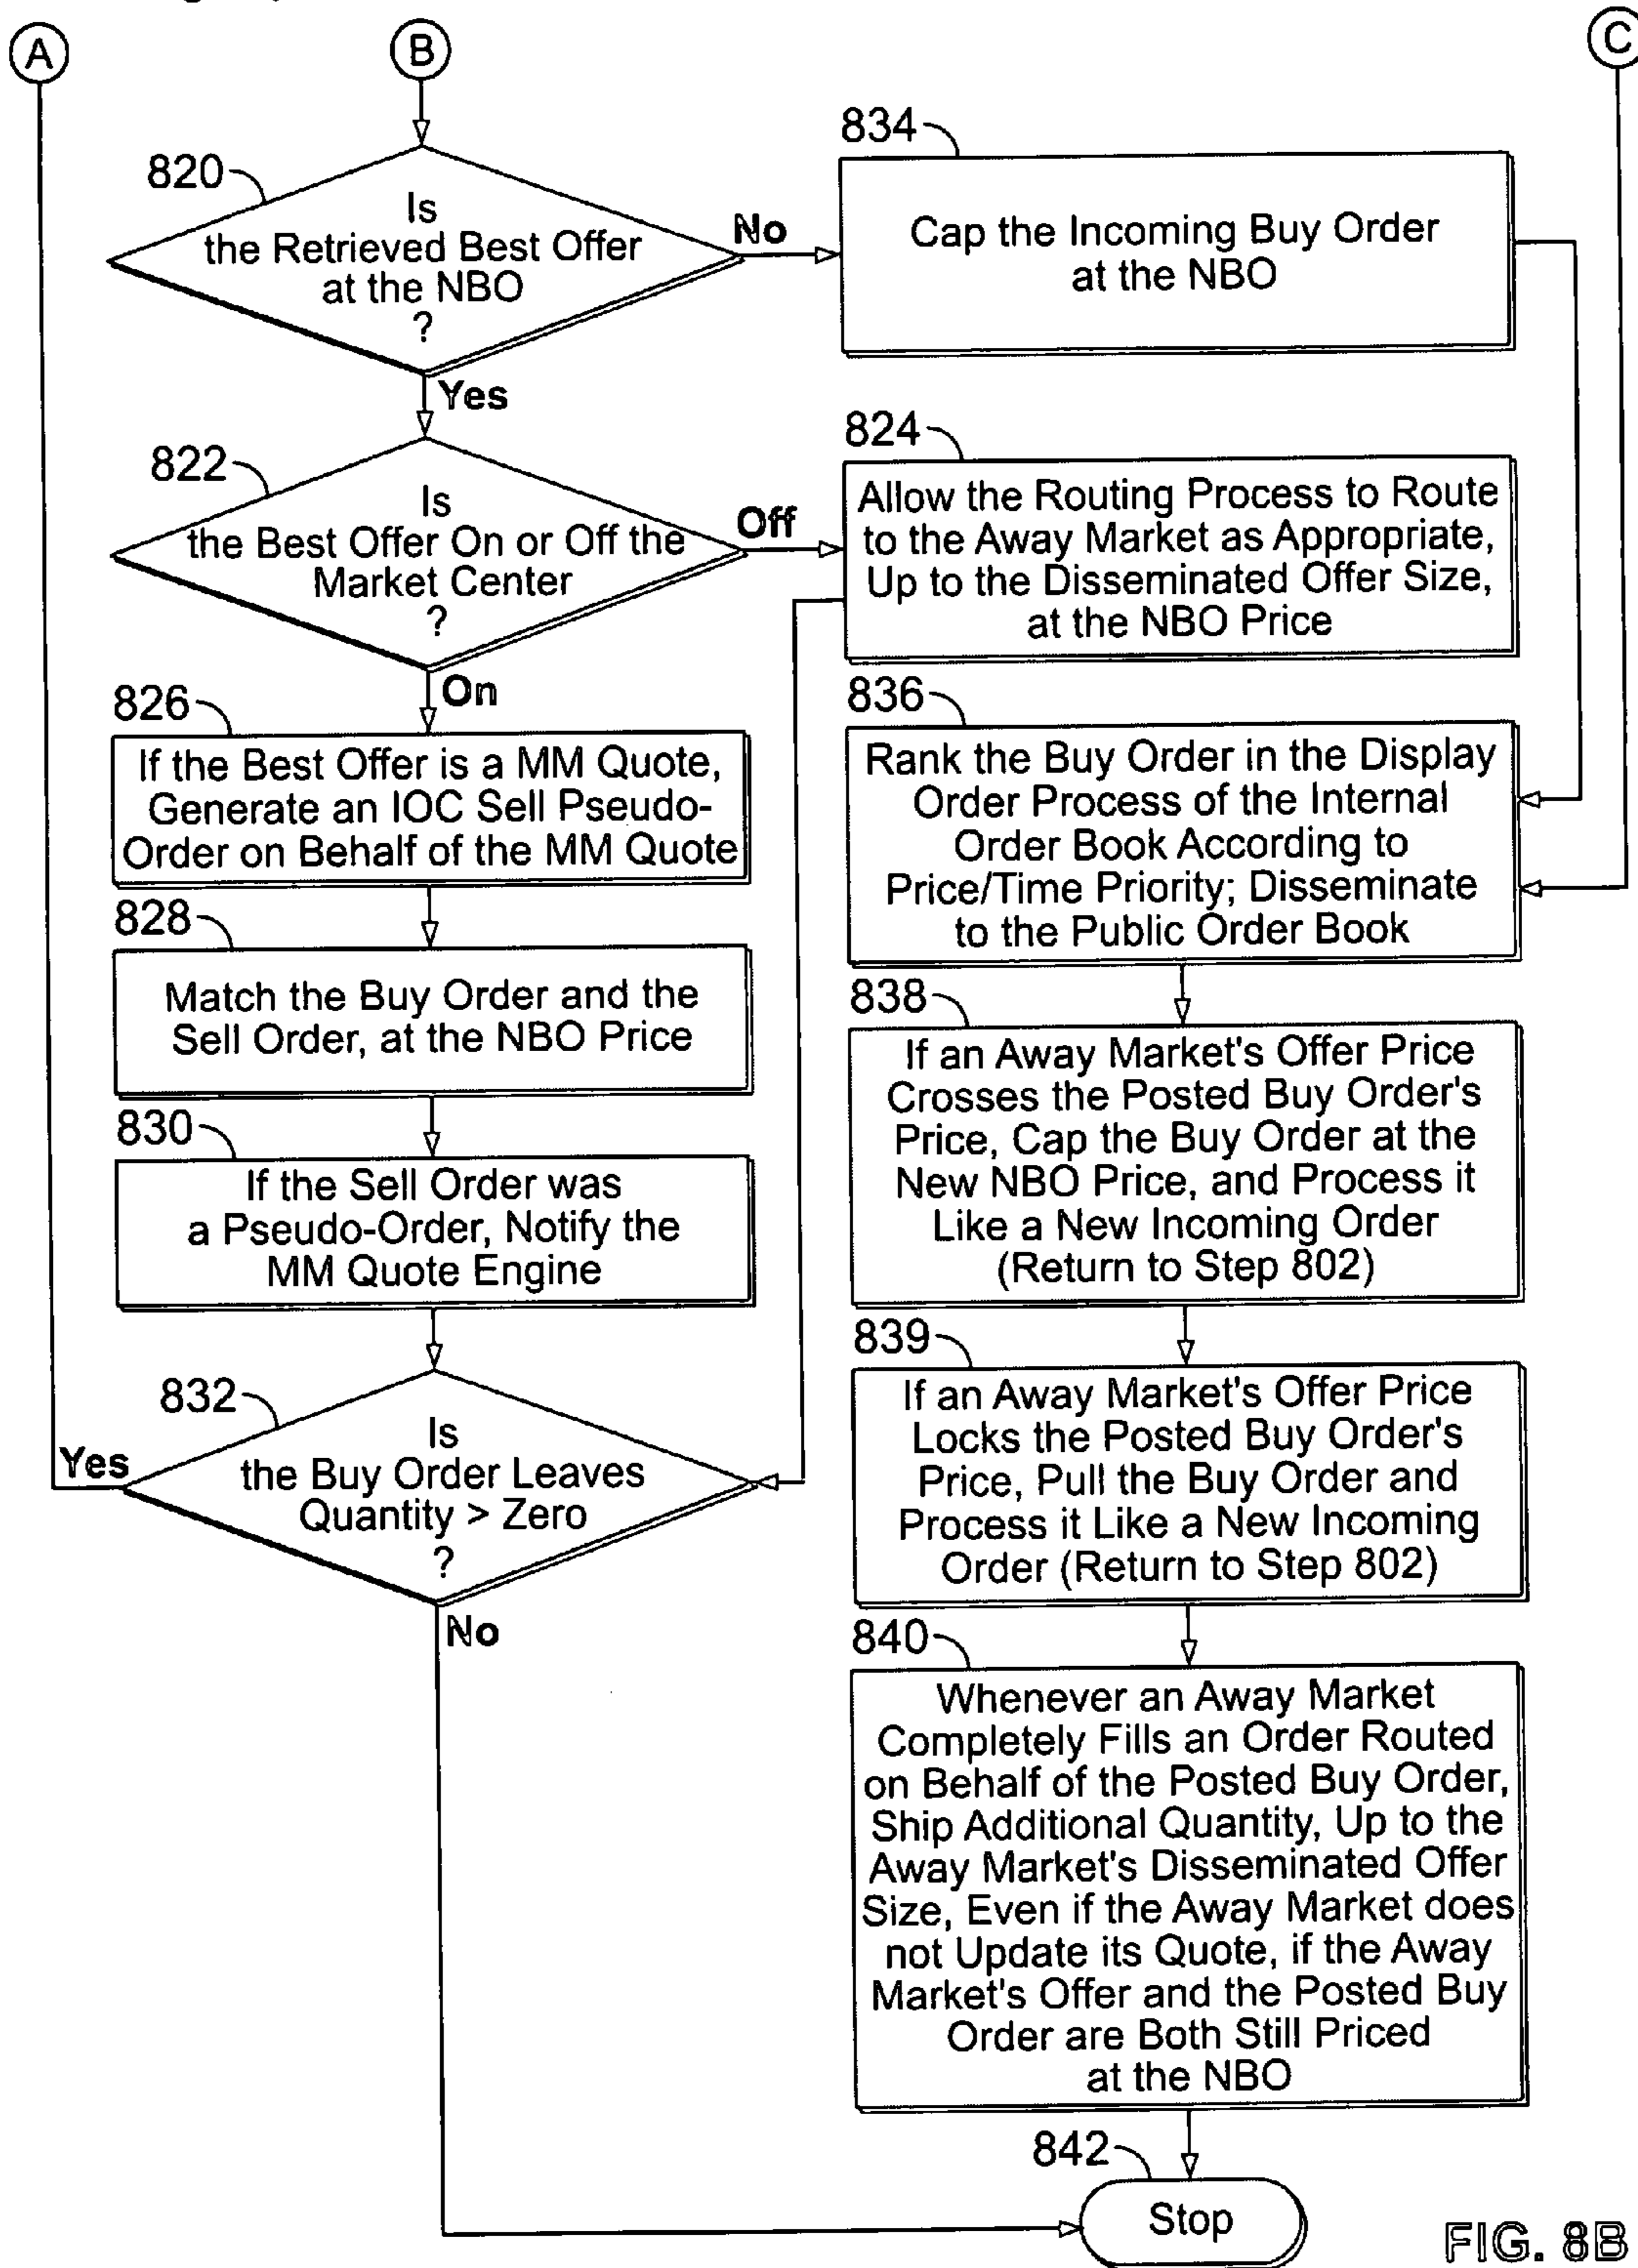 A
B
C
820
Is
the Retrieved Best Offer
at the NBO
?
No
Yes
834
Cap the Incoming Buy Order
at the NBO
822
Is
the Best Offer On or Off the
Market Center
?
Off
On
824
Allow the Routing Process to Route
to the Away Market as Appropriate,
Up to the Disseminated Offer Size,
at the NBO Price
826
If the Best Offer is a MM Quote,
Generate an IOC Sell Pseudo-
Order on Behalf of the MM Quote
828
Match the Buy Order and the
Sell Order, at the NBO Price
830
If the Sell Order was
a Pseudo-Order, Notify the
MM Quote Engine
832
Is
the Buy Order Leaves
Quantity > Zero
?
Yes
No
836
Rank the Buy Order in the Display
Order Process of the Internal
Order Book According to
Price/Time Priority; Disseminate
to the Public Order Book
838
If an Away Market's Offer Price
Crosses the Posted Buy Order's
Price, Cap the Buy Order at the
New NBO Price, and Process it
Like a New Incoming Order
(Return to Step 802)
839
If an Away Market's Offer Price
Locks the Posted Buy Order's
Price, Pull the Buy Order and
Process it Like a New Incoming
Order (Return to Step 802)
840
Whenever an Away Market
Completely Fills an Order Routed
on Behalf of the Posted Buy Order,
Ship Additional Quantity, Up to the
Away Market's Disseminated Offer
Size, Even if the Away Market does
not Update its Quote, if the Away
Market's Offer and the Posted Buy
Order are Both Still Priced
at the NBO
842
Stop
FIG. 8B